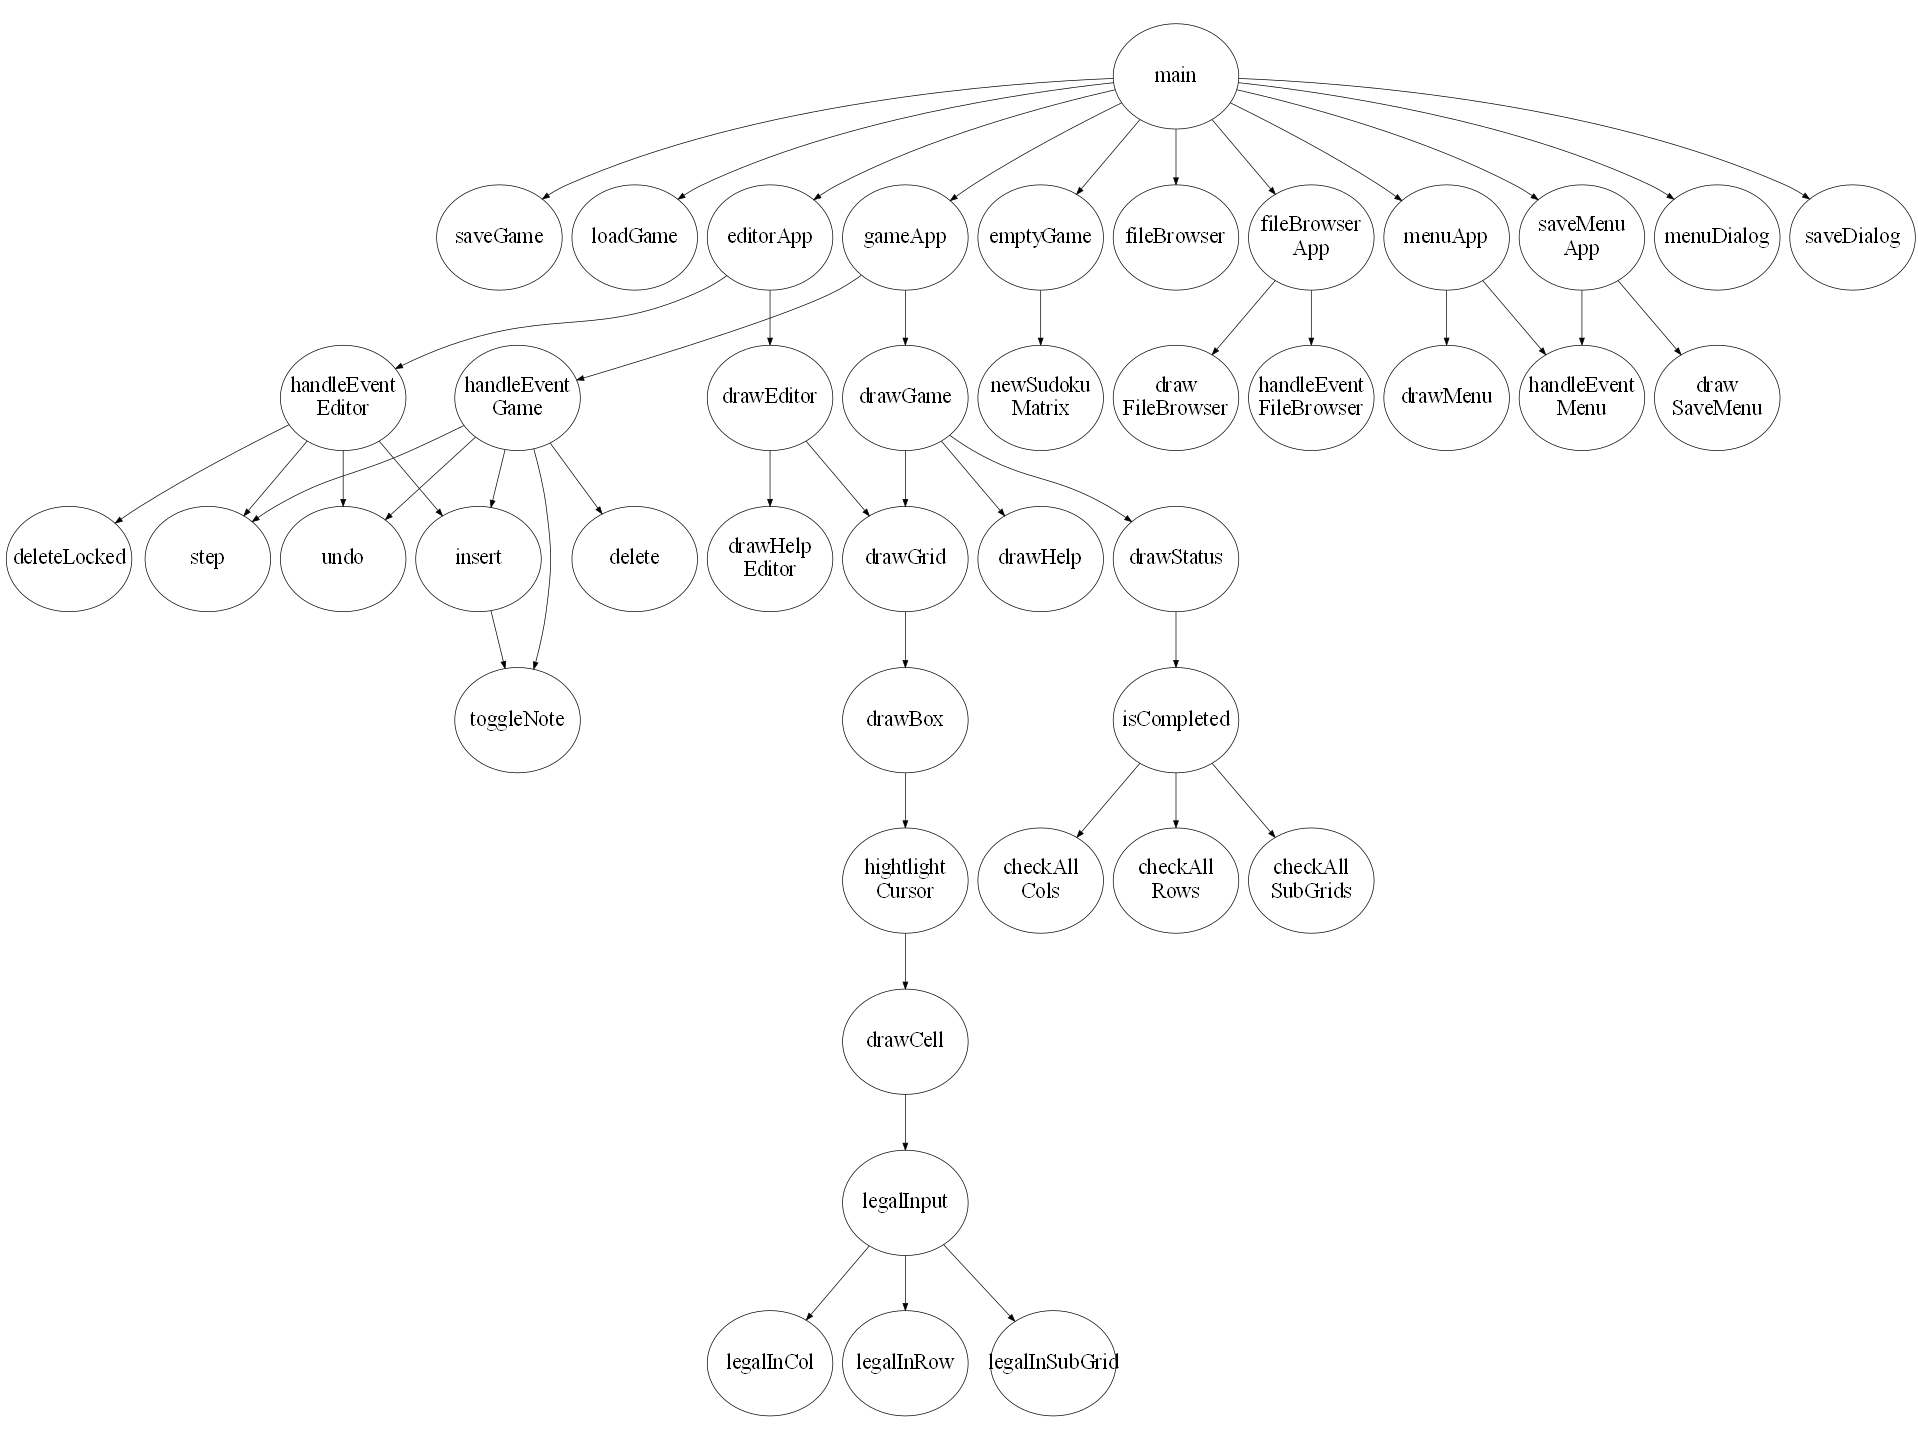 main
saveGame
loadGame
editorApp
gameApp
emptyGame
fileBrowser
fileBrowser
App
menuApp
saveMenu
App
menuDialog
saveDialog
handleEvent
Editor
handleEvent
Game
drawEditor
drawGame
newSudoku
Matrix
draw
FileBrowser
handleEvent
FileBrowser
drawMenu
handleEvent
Menu
draw
SaveMenu
deleteLocked
step
undo
insert
delete
drawHelp
Editor
drawGrid
drawHelp
drawStatus
toggleNote
drawBox
isCompleted
hightlight
Cursor
checkAll
Cols
checkAll
Rows
checkAll
SubGrids
drawCell
legalInput
legalInCol
legalInRow
legalInSubGrid